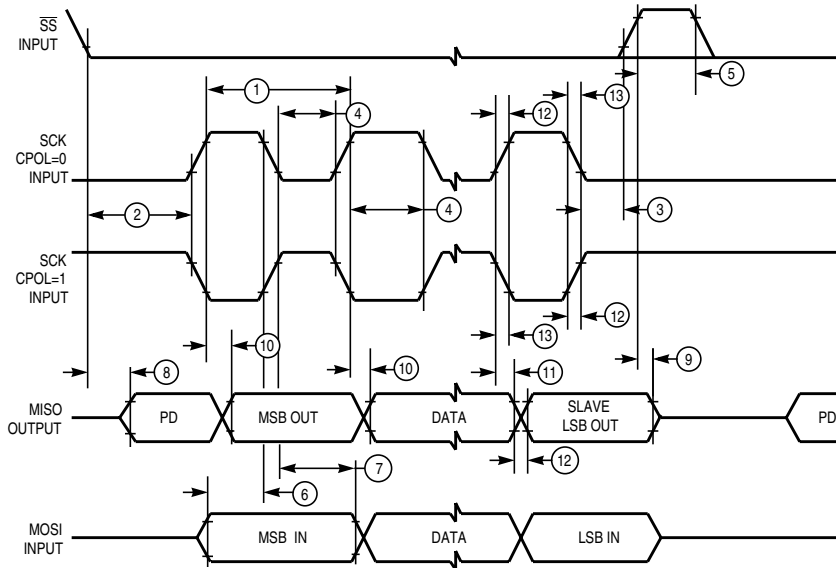 SS
INPUT
5
1
13
12
4
SCK
CPOL=0
INPUT
2
4
3
SCK
CPOL=1
INPUT
12
13
10
10
11
9
8
MISO
OUTPUT
PD
MSB OUT
DATA
SLAVE
LSB OUT
PD
12
7
6
MOSI
INPUT
MSB IN
DATA
LSB IN